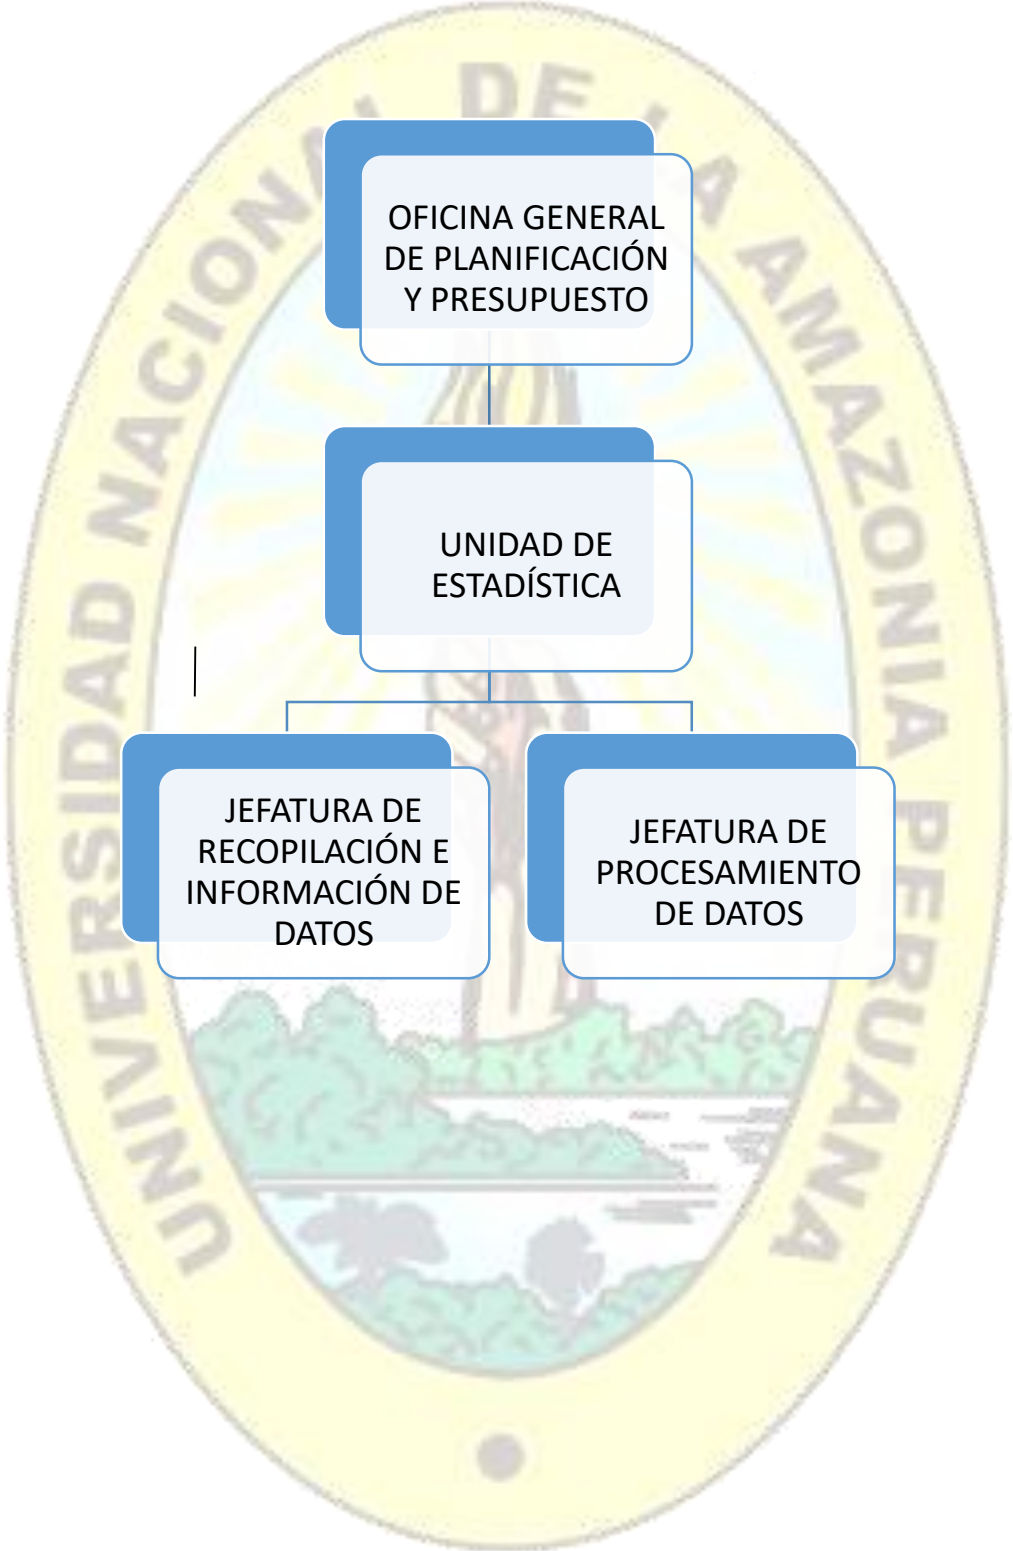 UNIVERSIDAD NACIONAL DE LA AMAZONIA PERUANA
OFICINA GENERAL
DE PLANIFICACIÓN
Y PRESUPUESTO
UNIDAD DE
ESTADÍSTICA
JEFATURA DE
RECOPILACIÓN E
INFORMACIÓN DE
DATOS
JEFATURA DE
PROCESAMIENTO
DE DATOS